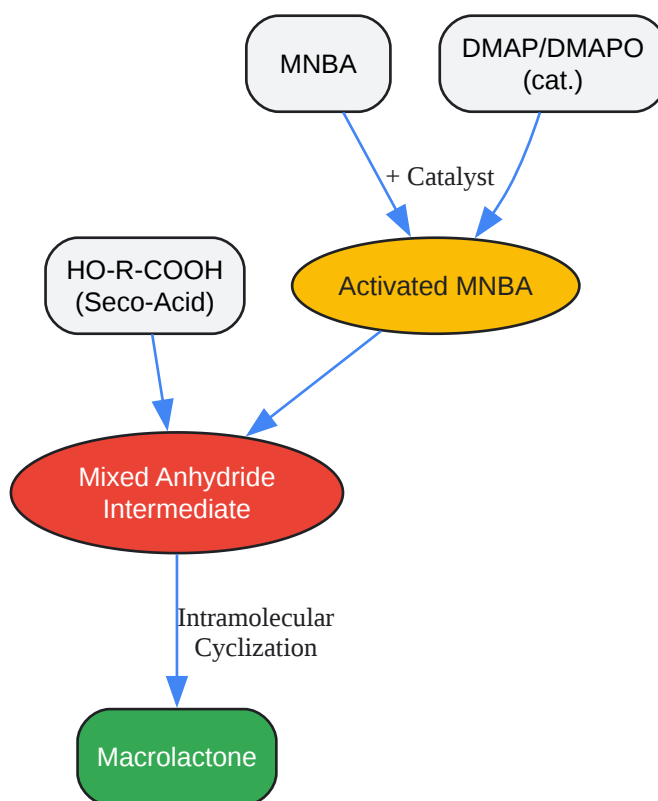 MNBA
DMAP/DMAPO
(cat.)
+ Catalyst
HO-R-COOH
(Seco-Acid)
Activated MNBA
Mixed Anhydride
Intermediate
Intramolecular
Cyclization
Macrolactone